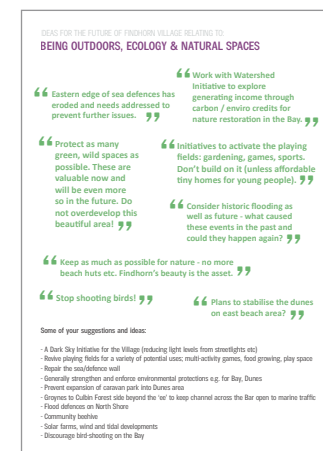 IDEAS FOR THE FUTURE OF FINDHORN VILLAGE RELATING TO:
BEING OUTDOORS, ECOLOGY & NATURAL SPACES
“ Work with Watershed
Initiative to explore
generating income through
carbon / enviro credits for
nature restoration in the Bay. ”
“ Eastern edge of sea defences has
eroded and needs addressed to
prevent further issues. ”
“ Protect as many
green, wild spaces as
possible. These are
valuable now and
will be even more
so in the future. Do
not overdevelop this
beautiful area! ”
“ Initiatives to activate the playing
fields: gardening, games, sports.
Don't build on it (unless affordable
tiny homes for young people). ”
“ Consider historic flooding as
well as future - what caused
these events in the past and
could they happen again? ”
“ Keep as much as possible for nature - no more
beach huts etc. Findhorn's beauty is the asset. ”
“ Stop shooting birds! ”
“ Plans to stabilise the dunes
on east beach area? ”
Some of your suggestions and ideas:
- A Dark Sky Initiative for the Village (reducing light levels from streetlights etc)
- Revive playing fields for a variety of potential uses; multi-activity games, food growing, play space
- Repair the sea/defence wall
- Generally strengthen and enforce environmental protections e.g. for Bay, Dunes
- Prevent expansion of caravan park into Dunes area
- Groynes to Culbin Forest side beyond the 'ee' to keep channel across the Bar open to marine traffic
- Flood defences on North Shore
- Community beehive
- Solar farms, wind and tidal developments
- Discourage bird-shooting on the Bay